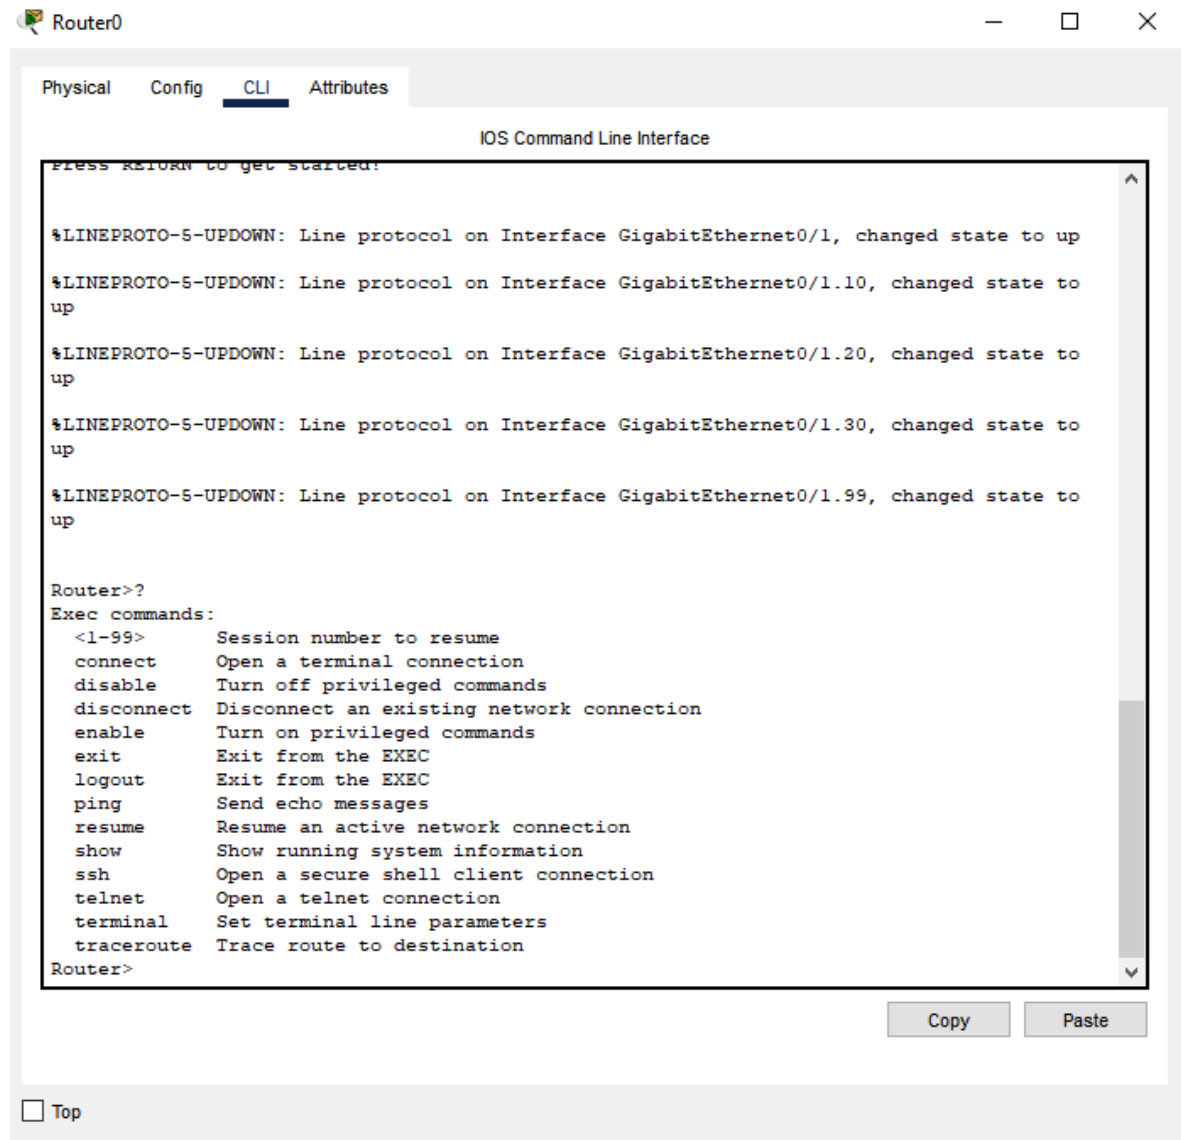 Router0
Physical Config CLI Attributes
IOS Command Line Interface
Press RETURN to get started!
%LINEPROTO-5-UPDOWN: Line protocol on Interface GigabitEthernet0/1, changed state to up
%LINEPROTO-5-UPDOWN: Line protocol on Interface GigabitEthernet0/1.10, changed state to
up
%LINEPROTO-5-UPDOWN: Line protocol on Interface GigabitEthernet0/1.20, changed state to
up
%LINEPROTO-5-UPDOWN: Line protocol on Interface GigabitEthernet0/1.30, changed state to
up
%LINEPROTO-5-UPDOWN: Line protocol on Interface GigabitEthernet0/1.99, changed state to
up
Router>?
Exec commands:
  <1-99>      Session number to resume
  connect     Open a terminal connection
  disable     Turn off privileged commands
  disconnect  Disconnect an existing network connection
  enable      Turn on privileged commands
  exit        Exit from the EXEC
  logout      Exit from the EXEC
  ping        Send echo messages
  resume      Resume an active network connection
  show        Show running system information
  ssh         Open a secure shell client connection
  telnet      Open a telnet connection
  terminal    Set terminal line parameters
  traceroute  Trace route to destination
Router>
Copy Paste
Top